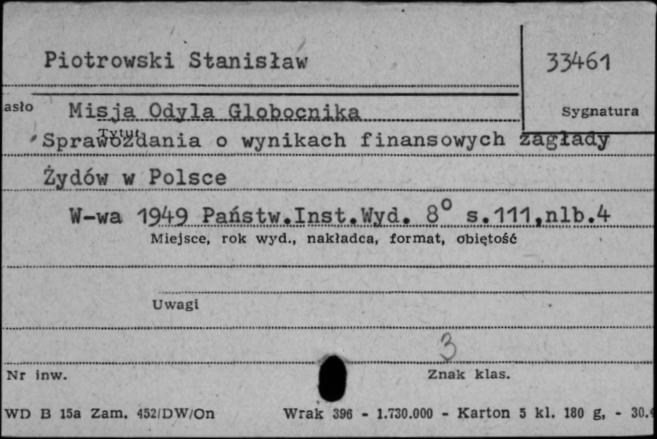 Piotrowski Stanisław
33461
asło Misja Odyla Globocnika
Sygnatura
Tytuł
Sprawozdania o wynikach finansowych zagłady
Żydów w Polsce
W-wa 1949 Państw.Inst.Wyd. 8° s.111,nlb.4
Miejsce, rok wyd., nakładca, format, obiętość
Uwagi
3
Nr inw.
Znak klas.
WD B 15a Zam. 452/DW/On Wrak 396 - 1.730.000 - Karton 5 kl. 180 g, - 30.